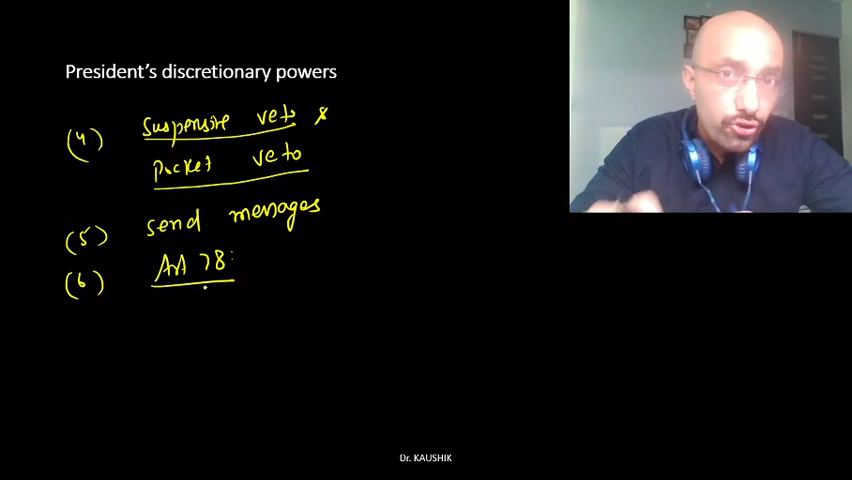 President's discretionary powers
(4) Suspensive veto &
Pocket veto
(5) send messages
(6) Art 78:
Dr. KAUSHIK